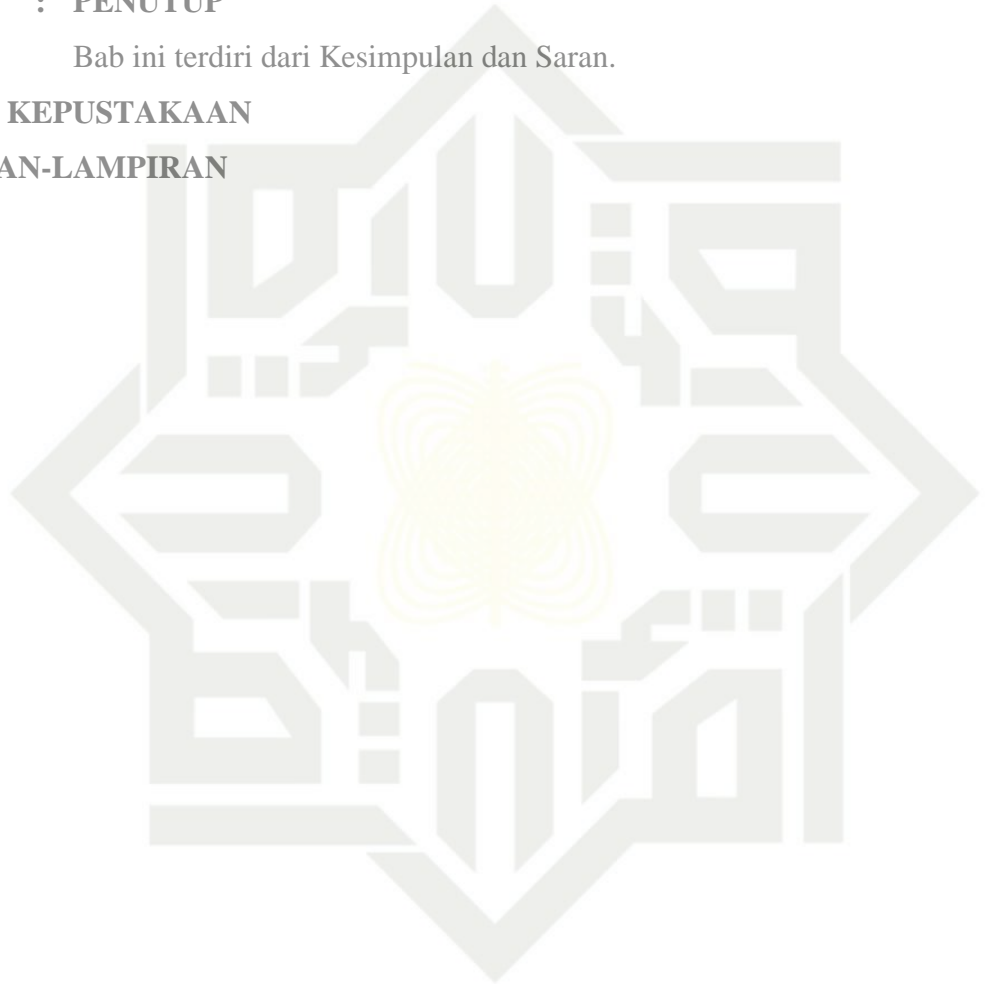 : PENUTUP
Bab ini terdiri dari Kesimpulan dan Saran.
KEPUSTAKAAN
AN-LAMPIRAN